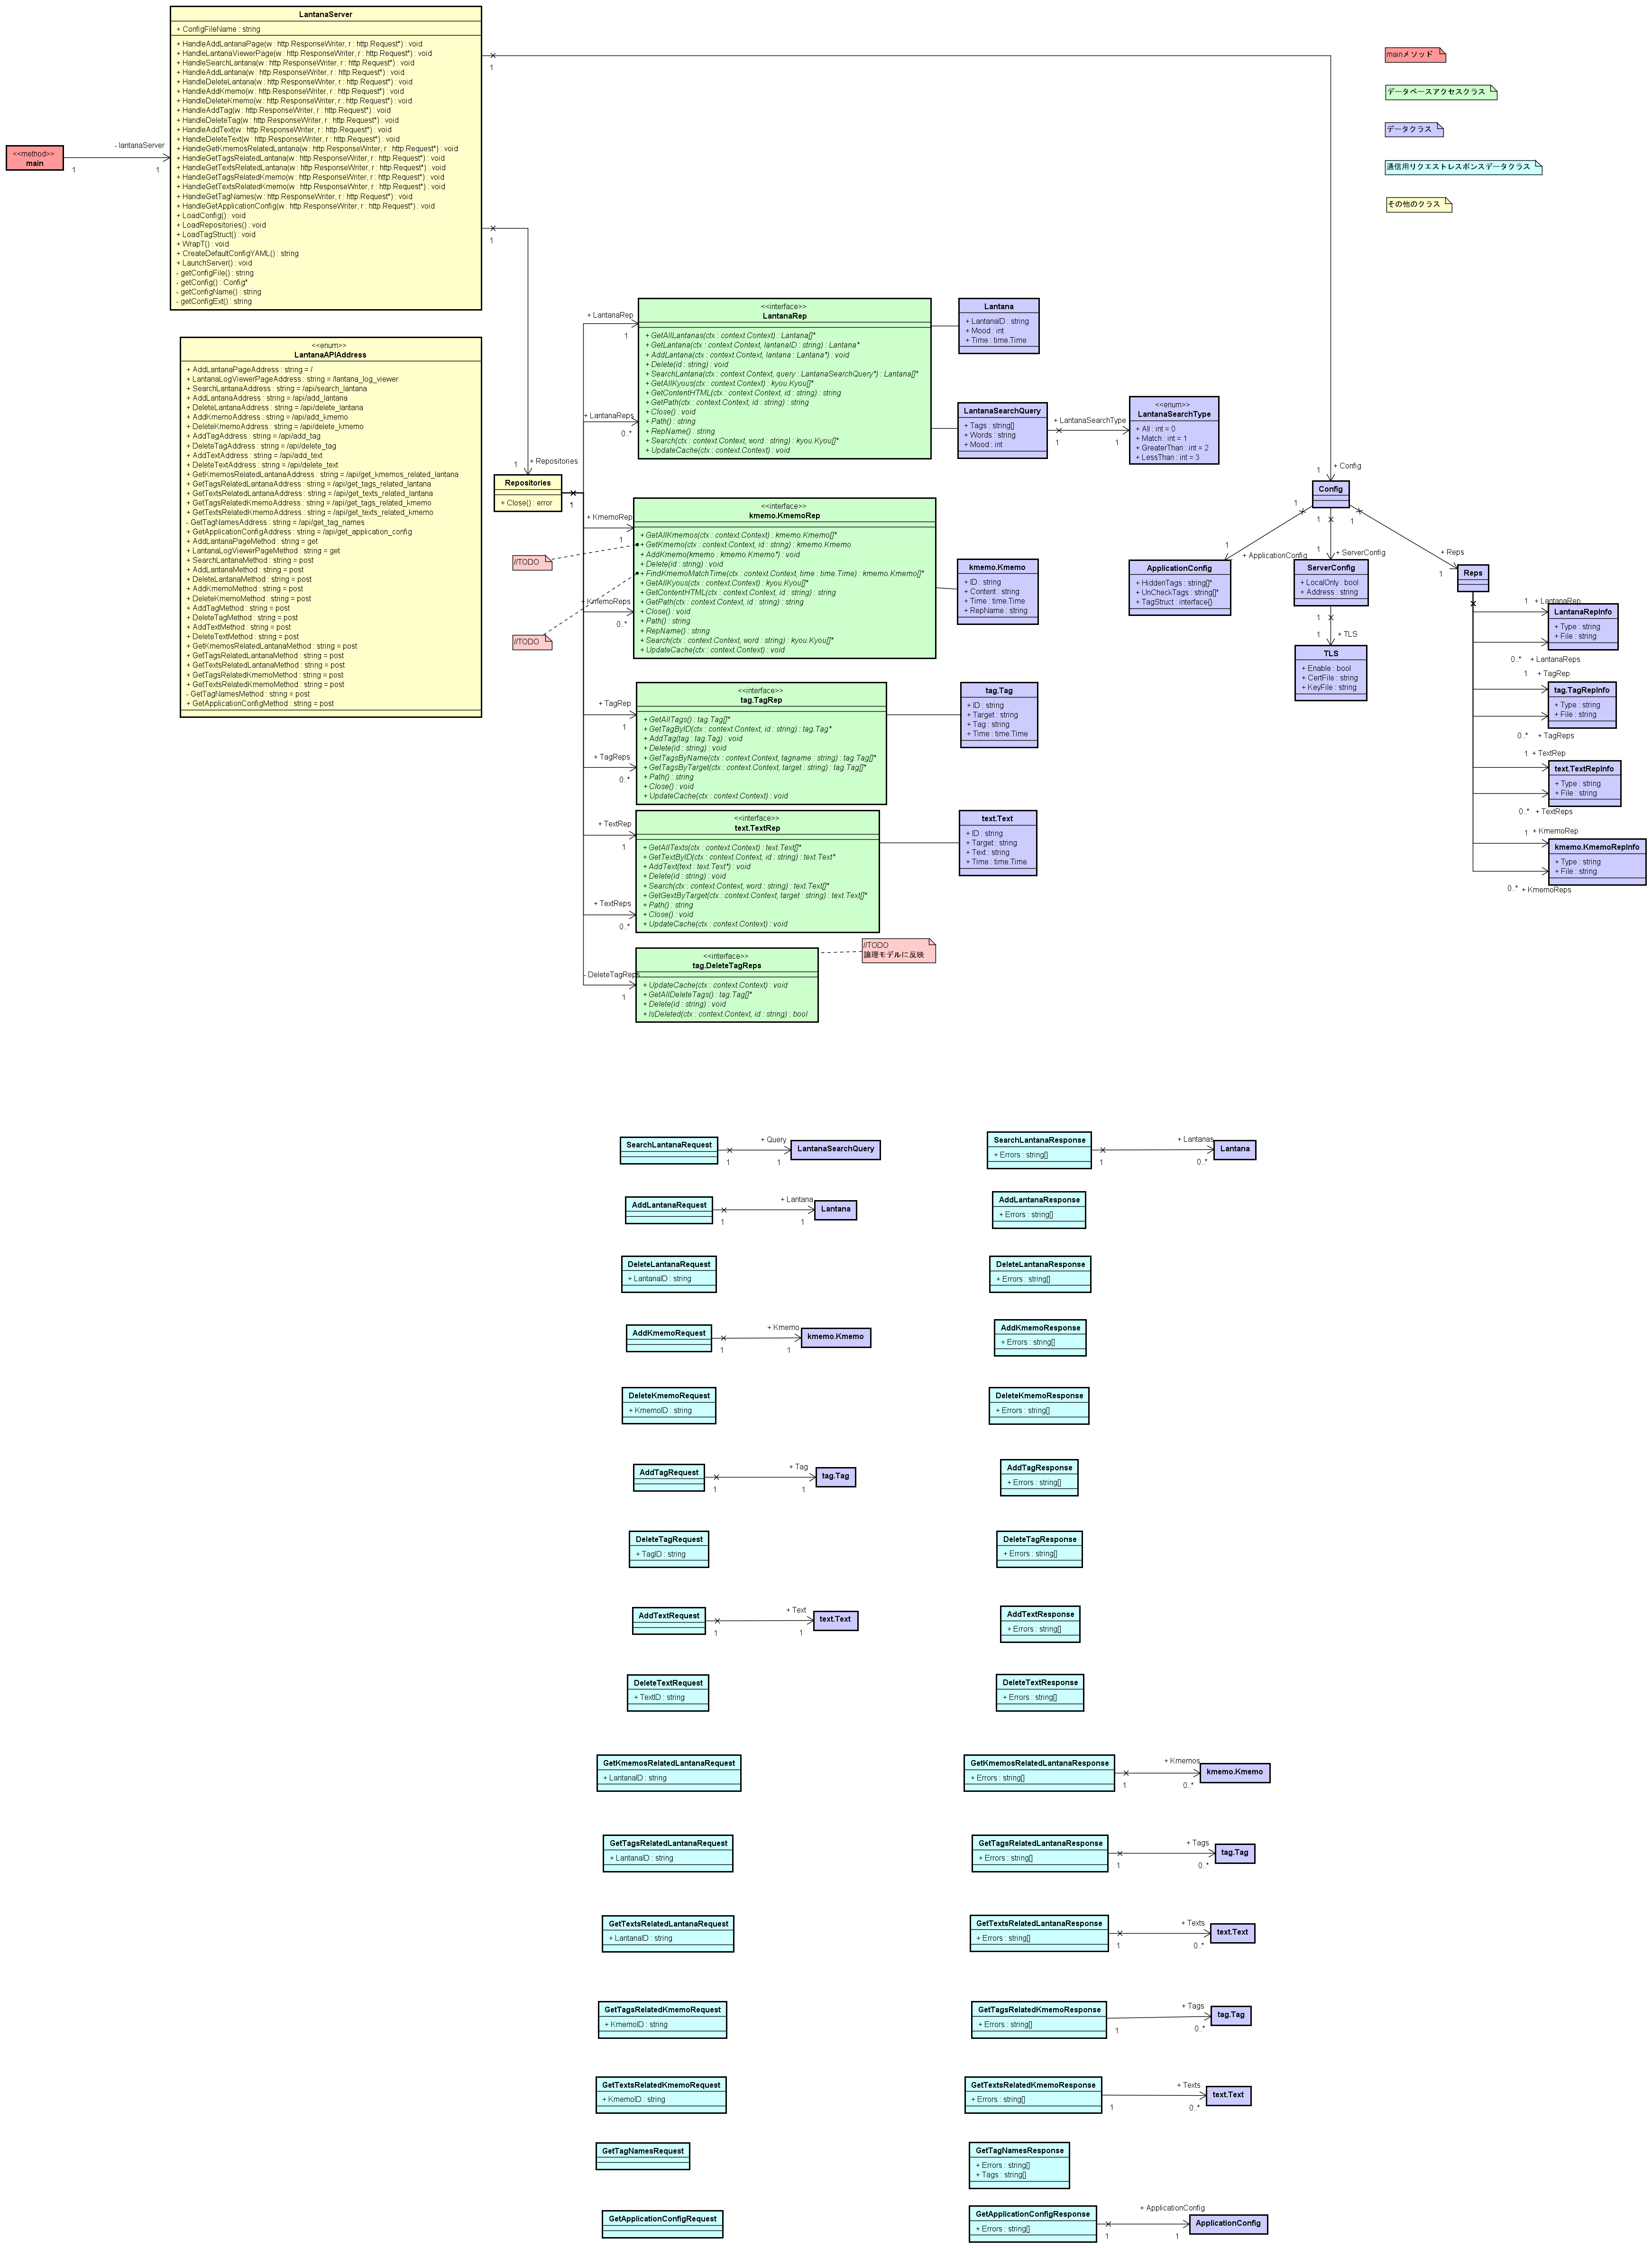 LantanaServer
+ ConfigFileName : string
+ HandleAddLantanaPage(w : http.ResponseWriter, r : http.Request*) : void
+ HandleLantanaViewerPage(w : http.ResponseWriter, r : http.Request*) : void
+ HandleSearchLantana(w : http.ResponseWriter, r : http.Request*) : void
+ HandleAddLantana(w : http.ResponseWriter, r : http.Request*) : void
+ HandleDeleteLantana(w : http.ResponseWriter, r : http.Request*) : void
+ HandleAddKmemo(w : http.ResponseWriter, r : http.Request*) : void
+ HandleDeleteKmemo(w : http.ResponseWriter, r : http.Request*) : void
+ HandleAddTag(w : http.ResponseWriter, r : http.Request*) : void
+ HandleDeleteTag(w : http.ResponseWriter, r : http.Request*) : void
+ HandleAddText(w : http.ResponseWriter, r : http.Request*) : void
+ HandleDeleteText(w : http.ResponseWriter, r : http.Request*) : void
+ HandleGetKmemosRelatedLantana(w : http.ResponseWriter, r : http.Request*) : void
+ HandleGetTagsRelatedLantana(w : http.ResponseWriter, r : http.Request*) : void
+ HandleGetTextsRelatedLantana(w : http.ResponseWriter, r : http.Request*) : void
+ HandleGetTagsRelatedKmemo(w : http.ResponseWriter, r : http.Request*) : void
+ HandleGetTextsRelatedKmemo(w : http.ResponseWriter, r : http.Request*) : void
+ HandleGetTagNames(w : http.ResponseWriter, r : http.Request*) : void
+ HandleGetApplicationConfig(w : http.ResponseWriter, r : http.Request*) : void
+ LoadConfig() : void
+ LoadRepositories() : void
+ LoadTagStruct() : void
+ WrapT() : void
+ CreateDefaultConfigYAML() : string
+ LaunchServer() : void
- getConfigFile() : string
- getConfig() : Config*
- getConfigName() : string
- getConfigExt() : string
<<method>>
main
1
- lantanaServer
1
1
1
mainメソッド
データベースアクセスクラス
データクラス
通信用リクエストレスポンスデータクラス
その他のクラス
<<enum>>
LantanaAPIAddress
+ AddLantanaPageAddress : string = /
+ LantanaLogViewerPageAddress : string = /lantana_log_viewer
+ SearchLantanaAddress : string = /api/search_lantana
+ AddLantanaAddress : string = /api/add_lantana
+ DeleteLantanaAddress : string = /api/delete_lantana
+ AddKmemoAddress : string = /api/add_kmemo
+ DeleteKmemoAddress : string = /api/delete_kmemo
+ AddTagAddress : string = /api/add_tag
+ DeleteTagAddress : string = /api/delete_tag
+ AddTextAddress : string = /api/add_text
+ DeleteTextAddress : string = /api/delete_text
+ GetKmemosRelatedLantanaAddress : string = /api/get_kmemos_related_lantana
+ GetTagsRelatedLantanaAddress : string = /api/get_tags_related_lantana
+ GetTextsRelatedLantanaAddress : string = /api/get_texts_related_lantana
+ GetTagsRelatedKmemoAddress : string = /api/get_tags_related_kmemo
+ GetTextsRelatedKmemoAddress : string = /api/get_texts_related_kmemo
- GetTagNamesAddress : string = /api/get_tag_names
+ GetApplicationConfigAddress : string = /api/get_application_config
+ AddLantanaPageMethod : string = get
+ LantanaLogViewerPageMethod : string = get
+ SearchLantanaMethod : string = post
+ AddLantanaMethod : string = post
+ DeleteLantanaMethod : string = post
+ AddKmemoMethod : string = post
+ DeleteKmemoMethod : string = post
+ AddTagMethod : string = post
+ DeleteTagMethod : string = post
+ AddTextMethod : string = post
+ DeleteTextMethod : string = post
+ GetKmemosRelatedLantanaMethod : string = post
+ GetTagsRelatedLantanaMethod : string = post
+ GetTextsRelatedLantanaMethod : string = post
+ GetTagsRelatedKmemoMethod : string = post
+ GetTextsRelatedKmemoMethod : string = post
- GetTagNamesMethod : string = post
+ GetApplicationConfigMethod : string = post
1
+ Repositories
Repositories
+ Close() : error
1
+ LantanaRep
1
+ LantanaReps
0..*
<<interface>>
LantanaRep
+ GetAllLantanas(ctx : context.Context) : Lantana[]*
+ GetLantana(ctx : context.Context, lantanaID : string) : Lantana*
+ AddLantana(ctx : context.Context, lantana : Lantana*) : void
+ Delete(id : string) : void
+ SearchLantana(ctx : context.Context, query : LantanaSearchQuery*) : Lantana[]*
+ GetAllKyous(ctx : context.Context) : kyou.Kyou[]*
+ GetContentHTML(ctx : context.Context, id : string) : string
+ GetPath(ctx : context.Context, id : string) : string
+ Close() : void
+ Path() : string
+ RepName() : string
+ Search(ctx : context.Context, word : string) : kyou.Kyou[]*
+ UpdateCache(ctx : context.Context) : void
Lantana
+ LantanaID : string
+ Mood : int
+ Time : time.Time
LantanaSearchQuery
+ Tags : string[]
+ Words : string
+ Mood : int
+ LantanaSearchType
1
1
<<enum>>
LantanaSearchType
+ All : int = 0
+ Match : int = 1
+ GreaterThan : int = 2
+ LessThan : int = 3
+ KmemoRep
1
//TODO
+ KmemoReps
0..*
//TODO
<<interface>>
kmemo.KmemoRep
+ GetAllKmemos(ctx : context.Context) : kmemo.Kmemo[]*
+ GetKmemo(ctx : context.Context, id : string) : kmemo.Kmemo
+ AddKmemo(kmemo : kmemo.Kmemo*) : void
+ Delete(id : string) : void
+ FindKmemoMatchTime(ctx : context.Context, time : time.Time) : kmemo.Kmemo[]*
+ GetAllKyous(ctx : context.Context) : kyou.Kyou[]*
+ GetContentHTML(ctx : context.Context, id : string) : string
+ GetPath(ctx : context.Context, id : string) : string
+ Close() : void
+ Path() : string
+ RepName() : string
+ Search(ctx : context.Context, word : string) : kyou.Kyou[]*
+ UpdateCache(ctx : context.Context) : void
kmemo.Kmemo
+ ID : string
+ Content : string
+ Time : time.Time
+ RepName : string
+ TagRep
1
+ TagReps
0..*
<<interface>>
tag.TagRep
+ GetAllTags() : tag.Tag[]*
+ GetTagByID(ctx : context.Context, id : string) : tag.Tag*
+ AddTag(tag : tag.Tag) : void
+ Delete(id : string) : void
+ GetTagsByName(ctx : context.Context, tagname : string) : tag.Tag[]*
+ GetTagsByTarget(ctx : context.Context, target : string) : tag.Tag[]*
+ Path() : string
+ Close() : void
+ UpdateCache(ctx : context.Context) : void
tag.Tag
+ ID : string
+ Target : string
+ Tag : string
+ Time : time.Time
+ TextRep
1
+ TextReps
0..*
<<interface>>
text.TextRep
+ GetAllTexts(ctx : context.Context) : text.Text[]*
+ GetTextByID(ctx : context.Context, id : string) : text.Text*
+ AddText(text : text.Text*) : void
+ Delete(id : string) : void
+ Search(ctx : context.Context, word : string) : text.Text[]*
+ GetGextByTarget(ctx : context.Context, target : string) : text.Text[]*
+ Path() : string
+ Close() : void
+ UpdateCache(ctx : context.Context) : void
text.Text
+ ID : string
+ Target : string
+ Text : string
+ Time : time.Time
- DeleteTagReps
1
<<interface>>
tag.DeleteTagReps
+ UpdateCache(ctx : context.Context) : void
+ GetAllDeleteTags() : tag.Tag[]*
+ Delete(id : string) : void
+ IsDeleted(ctx : context.Context, id : string) : bool
//TODO
論理モデルに反映
1
+ Config
Config
1
1
1
1
+ ApplicationConfig
ApplicationConfig
+ HiddenTags : string[]*
+ UnCheckTags : string[]*
+ TagStruct : interface{}
1
+ ServerConfig
ServerConfig
+ LocalOnly : bool
+ Address : string
1
1
+ TLS
TLS
+ Enable : bool
+ CertFile : string
+ KeyFile : string
+ Reps
1
Reps
1
+ LantanaRep
LantanaRepInfo
+ Type : string
+ File : string
0..*
+ LantanaReps
1
+ TagRep
tag.TagRepInfo
+ Type : string
+ File : string
0..*
+ TagReps
1
+ TextRep
text.TextRepInfo
+ Type : string
+ File : string
0..*
+ TextReps
1
+ KmemoRep
kmemo.KmemoRepInfo
+ Type : string
+ File : string
0..*
+ KmemoReps
SearchLantanaRequest
1
+ Query
1
LantanaSearchQuery
SearchLantanaResponse
+ Errors : string[]
1
+ Lantanas
0..*
Lantana
AddLantanaRequest
1
+ Lantana
1
Lantana
AddLantanaResponse
+ Errors : string[]
DeleteLantanaRequest
+ LantanaID : string
DeleteLantanaResponse
+ Errors : string[]
AddKmemoRequest
1
+ Kmemo
1
kmemo.Kmemo
AddKmemoResponse
+ Errors : string[]
DeleteKmemoRequest
+ KmemoID : string
DeleteKmemoResponse
+ Errors : string[]
AddTagRequest
1
+ Tag
1
tag.Tag
AddTagResponse
+ Errors : string[]
DeleteTagRequest
+ TagID : string
DeleteTagResponse
+ Errors : string[]
AddTextRequest
1
+ Text
1
text.Text
AddTextResponse
+ Errors : string[]
DeleteTextRequest
+ TextID : string
DeleteTextResponse
+ Errors : string[]
GetKmemosRelatedLantanaRequest
+ LantanaID : string
GetKmemosRelatedLantanaResponse
+ Errors : string[]
1
+ Kmemos
0..*
kmemo.Kmemo
GetTagsRelatedLantanaRequest
+ LantanaID : string
GetTagsRelatedLantanaResponse
+ Errors : string[]
1
+ Tags
0..*
tag.Tag
GetTextsRelatedLantanaRequest
+ LantanaID : string
GetTextsRelatedLantanaResponse
+ Errors : string[]
1
+ Texts
0..*
text.Text
GetTagsRelatedKmemoRequest
+ KmemoID : string
GetTagsRelatedKmemoResponse
+ Errors : string[]
1
+ Tags
0..*
tag.Tag
GetTextsRelatedKmemoRequest
+ KmemoID : string
GetTextsRelatedKmemoResponse
+ Errors : string[]
1
+ Texts
0..*
text.Text
GetTagNamesRequest
GetTagNamesResponse
+ Errors : string[]
+ Tags : string[]
GetApplicationConfigRequest
GetApplicationConfigResponse
+ Errors : string[]
1
+ ApplicationConfig
1
ApplicationConfig